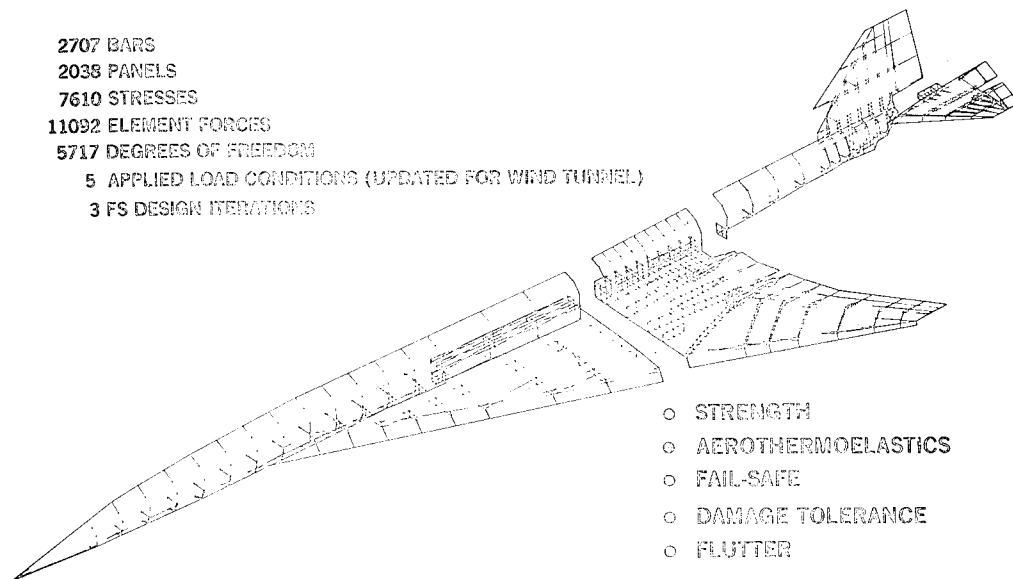 2707 BARS
2038 PANELS
7610 STRESSES
11092 ELEMENT FORCES
5717 DEGREES OF FREEDOM
5 APPLIED LOAD CONDITIONS (UPDATED FOR WIND TUNNEL)
3 FS DESIGN ITERATIONS
○ STRENGTH
○ AEROTHERMOELASTICS
○ FAIL-SAFE
○ DAMAGE TOLERANCE
○ FLUTTER